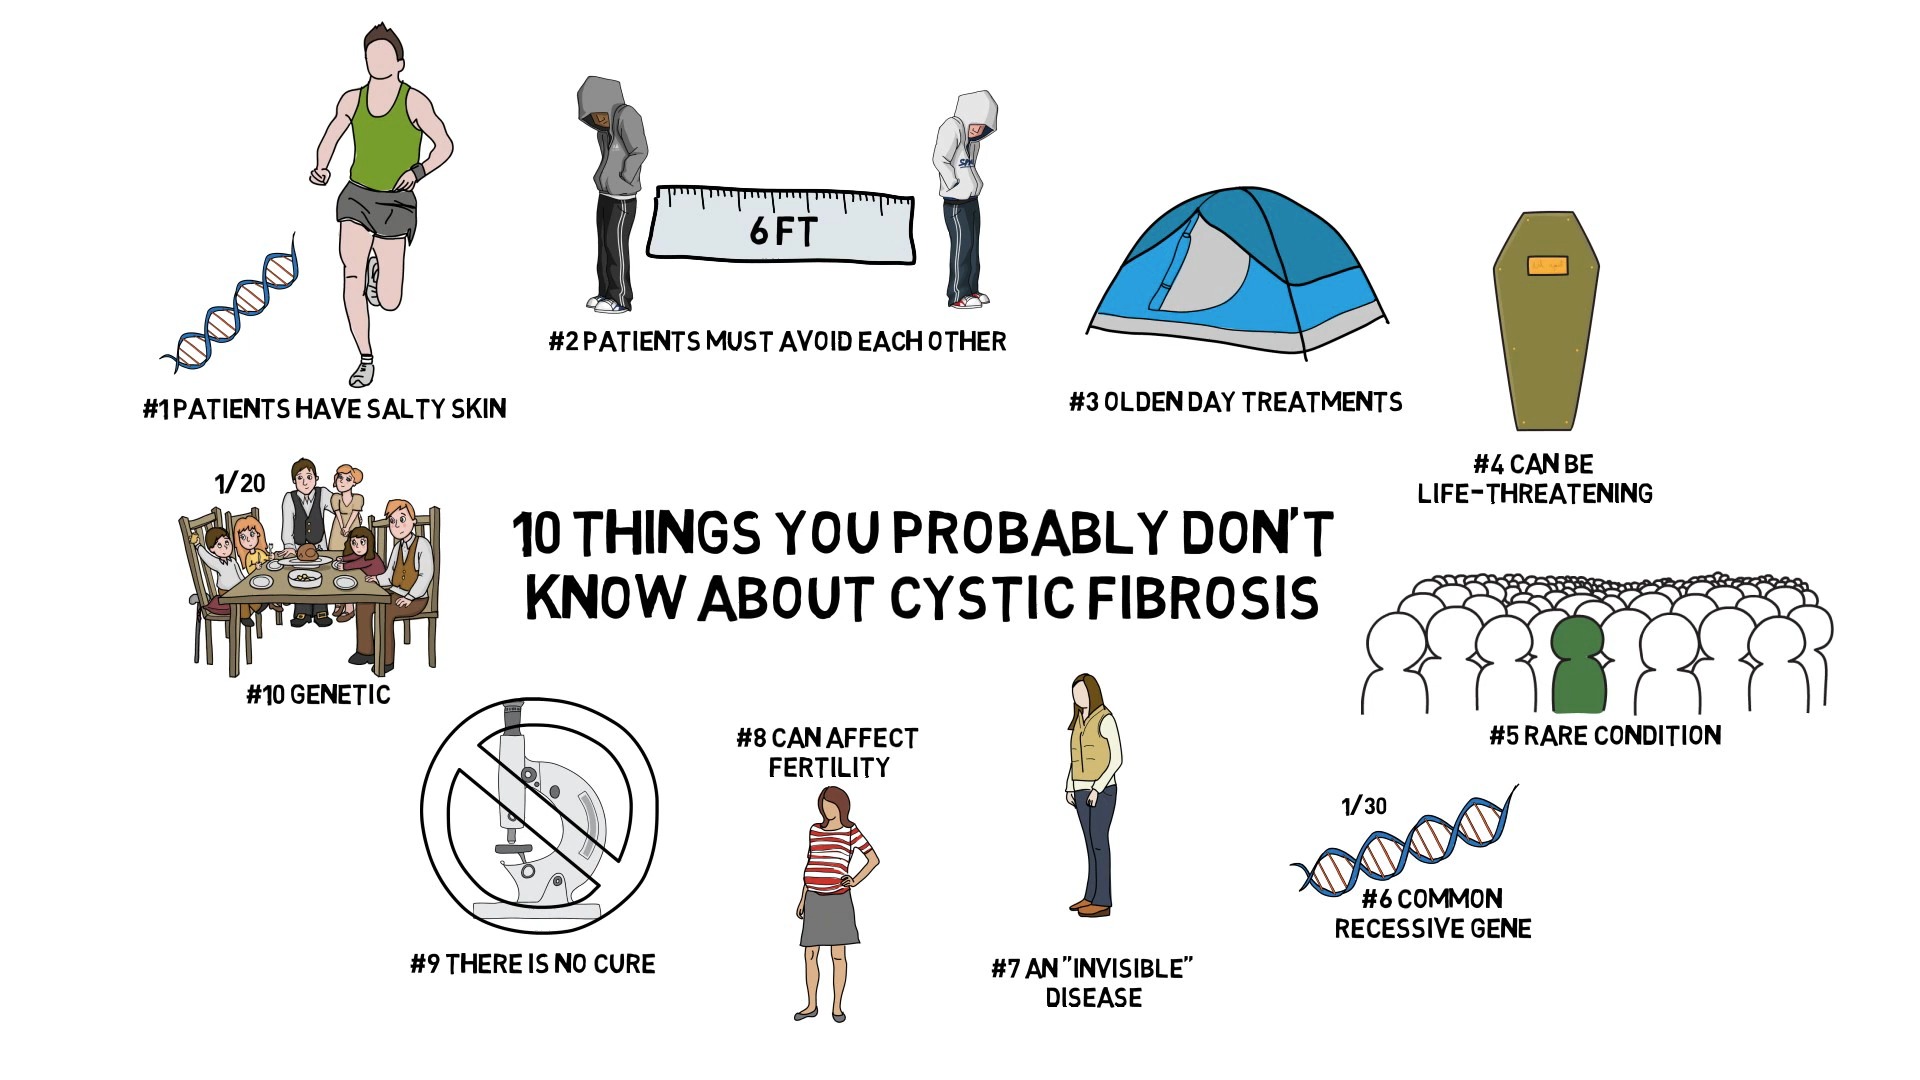 10 THINGS YOU PROBABLY DON'T
KNOW ABOUT CYSTIC FIBROSIS
#1 PATIENTS HAVE SALTY SKIN
6 FT
#2 PATIENTS MUST AVOID EACH OTHER
#3 OLDEN DAY TREATMENTS
#4 CAN BE
LIFE-THREATENING
#5 RARE CONDITION
1/30
#6 COMMON
RECESSIVE GENE
#7 AN "INVISIBLE"
DISEASE
#8 CAN AFFECT
FERTILITY
#9 THERE IS NO CURE
1/20
#10 GENETIC